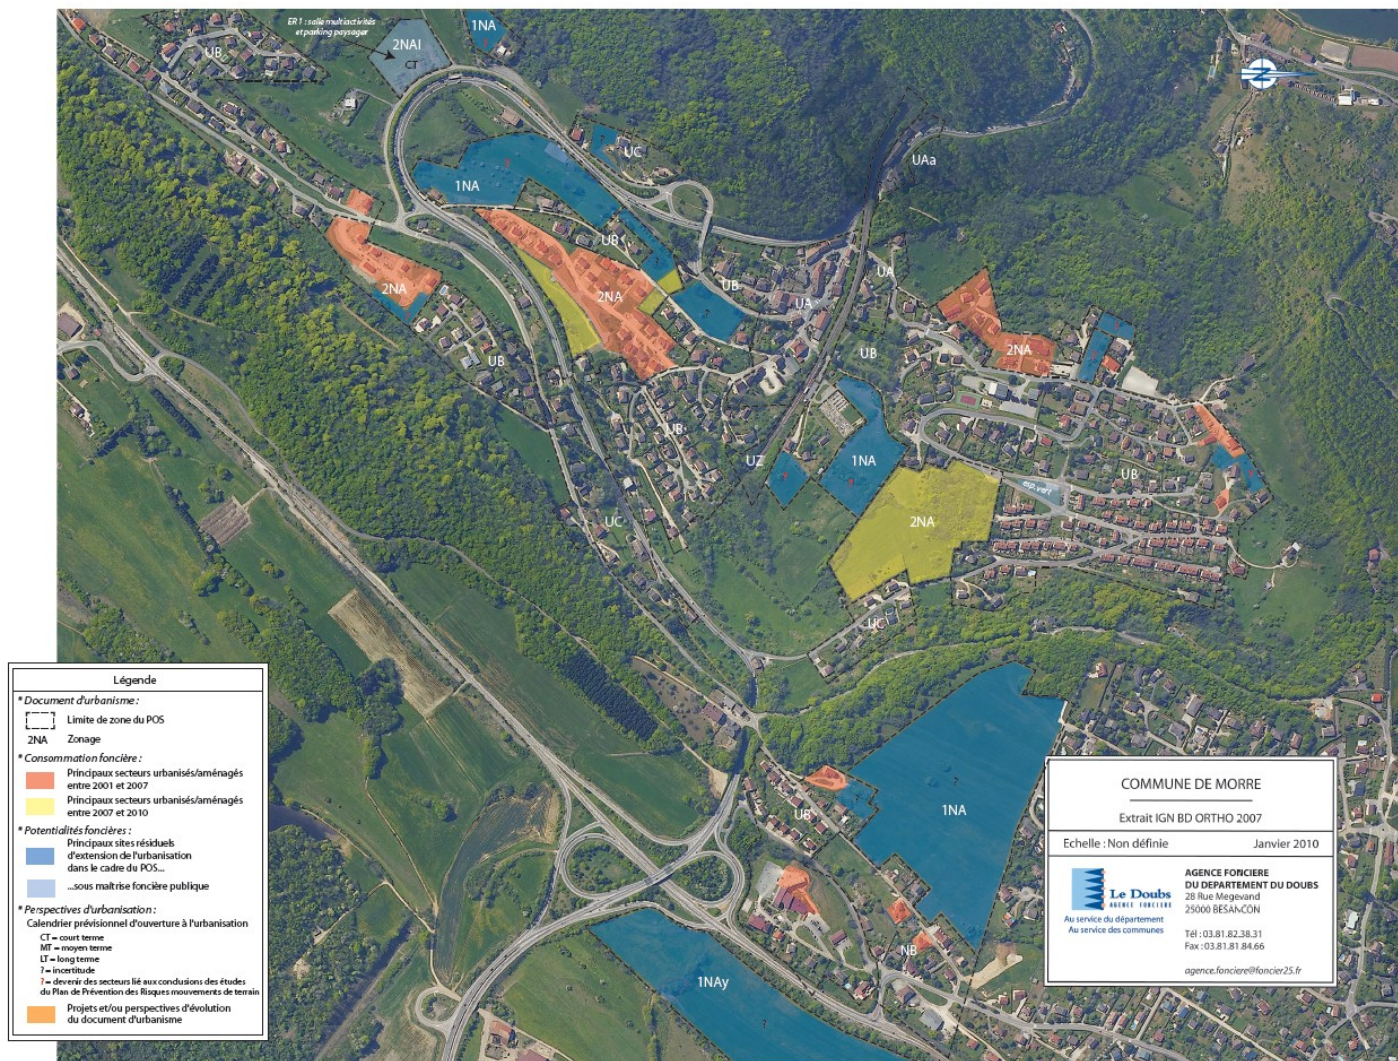 ER 1 : salle multiactivités
et parking paysager
1NA
2NAl
CT
UB
UC
UAa
1NA
UB
2NA
UB
UA
UA
2NA
UB
UB
2NA
UB
UZ
1NA
UB
esp.vert
2NA
UC
UC
1NA
UB
NB
1NAy
Légende
* Document d'urbanisme :
Limite de zone du POS
2NA Zonage
* Consommation foncière :
Principaux secteurs urbanisés/aménagés
entre 2001 et 2007
Principaux secteurs urbanisés/aménagés
entre 2007 et 2010
* Potentialités foncières :
Principaux sites résiduels
d'extension de l'urbanisation
dans le cadre du POS...
...sous maîtrise foncière publique
* Perspectives d'urbanisation :
Calendrier prévisionnel d'ouverture à l'urbanisation
CT = court terme
MT = moyen terme
LT = long terme
? = incertitude
? = devenir des secteurs lié aux conclusions des études
du Plan de Prévention des Risques mouvements de terrain
Projets et/ou perspectives d'évolution
du document d'urbanisme
COMMUNE DE MORRE
Extrait IGN BD ORTHO 2007
Echelle : Non définie Janvier 2010
Le Doubs
AGENCE FONCIERE
Au service du département
Au service des communes
AGENCE FONCIERE
DU DEPARTEMENT DU DOUBS
28 Rue Megevand
25000 BESANCON
Tél : 03.81.82.38.31
Fax : 03.81.81.84.66
agence.fonciere@foncier25.fr